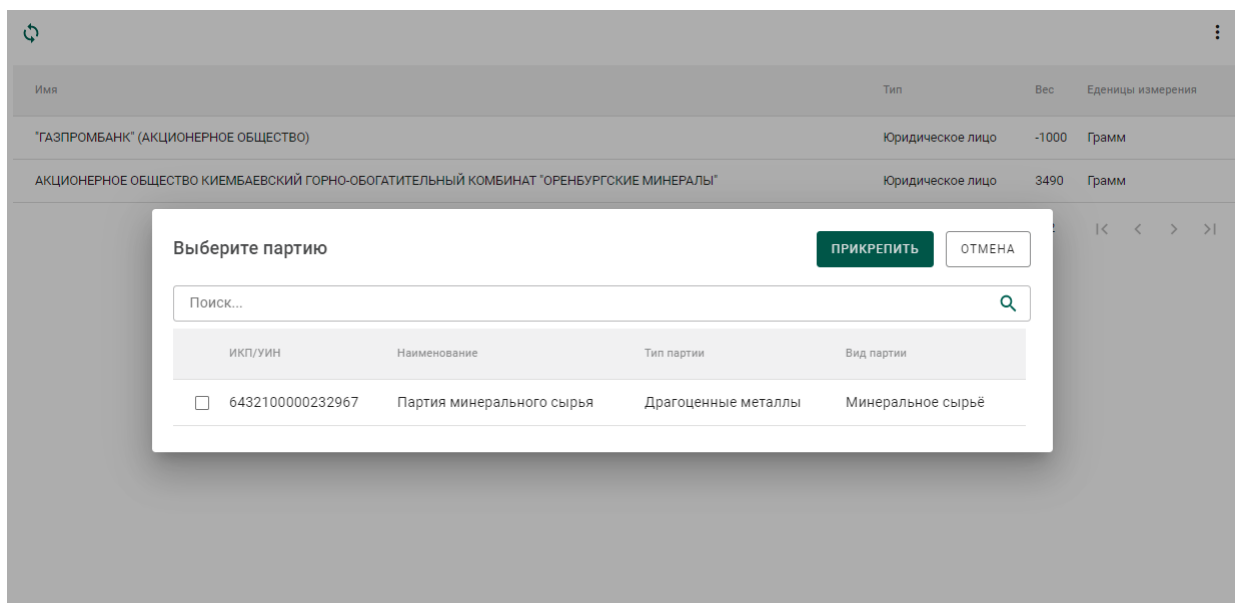 Имя Тип Вес Еденицы измерения
"ГАЗПРОМБАНК" (АКЦИОНЕРНОЕ ОБЩЕСТВО) Юридическое лицо -1000 Грамм
АКЦИОНЕРНОЕ ОБЩЕСТВО КИЕМБАЕВСКИЙ ГОРНО-ОБОГАТИТЕЛЬНЫЙ КОМБИНАТ "ОРЕНБУРГСКИЕ МИНЕРАЛЫ" Юридическое лицо 3490 Грамм
Выберите партию ПРИКРЕПИТЬ ОТМЕНА
Поиск...
ИКП/УИН Наименование Тип партии Вид партии
6432100000232967 Партия минерального сырья Драгоценные металлы Минеральное сырьё